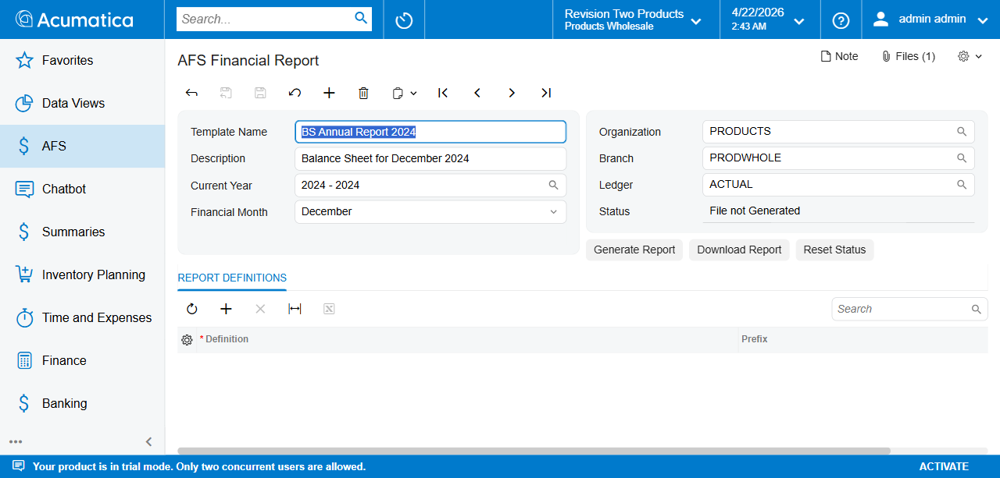 Acumatica
Search...
Revision Two Products
Products Wholesale
4/22/2026
2:43 AM
admin admin
Favorites
Data Views
AFS
Chatbot
Summaries
Inventory Planning
Time and Expenses
Finance
Banking
AFS Financial Report
Note
Files (1)
Template Name
BS Annual Report 2024
Description
Balance Sheet for December 2024
Current Year
2024 - 2024
Financial Month
December
Organization
PRODUCTS
Branch
PRODWHOLE
Ledger
ACTUAL
Status
File not Generated
Generate Report
Download Report
Reset Status
REPORT DEFINITIONS
Search
* Definition
Prefix
Your product is in trial mode. Only two concurrent users are allowed.
ACTIVATE